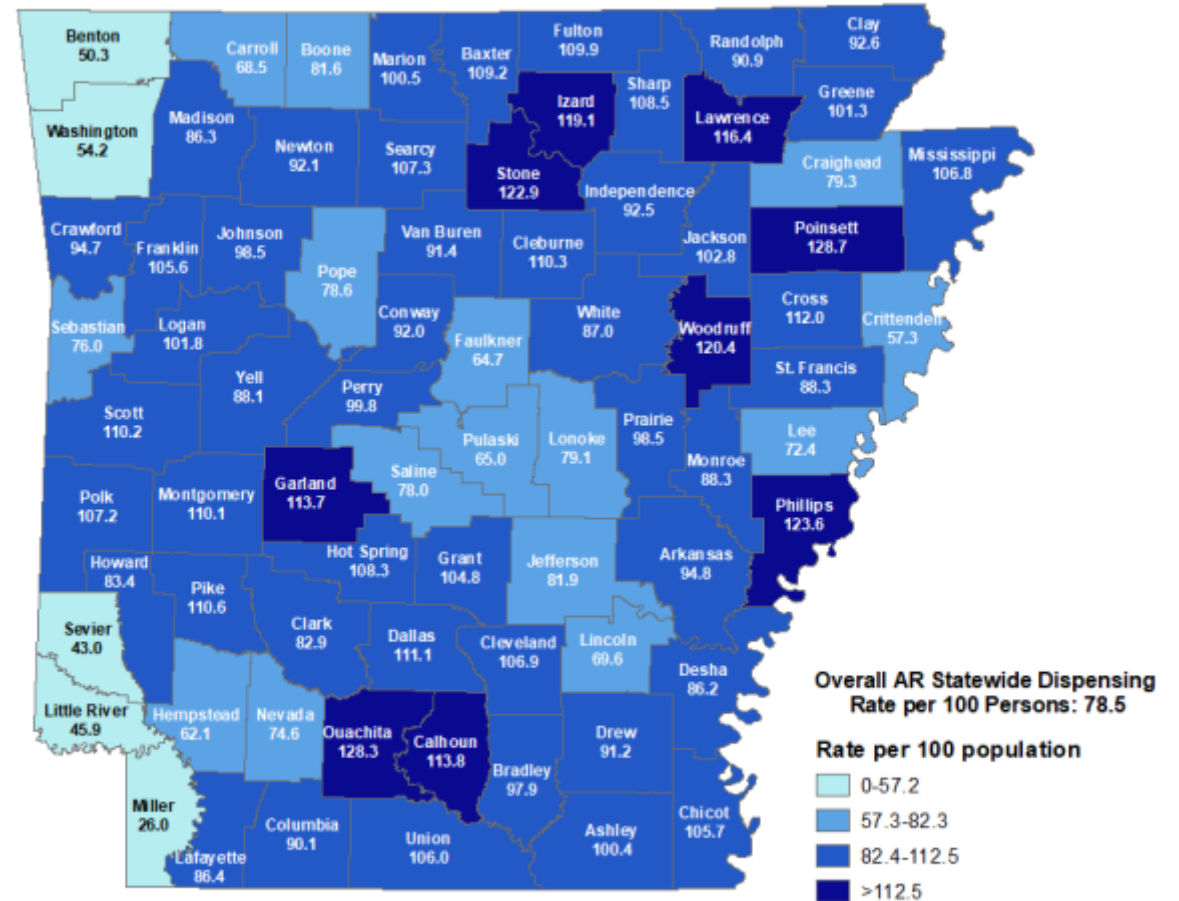 Benton
50.3
Carroll
68.5
Boone
81.6
Marion
100.5
Baxter
109.2
Fulton
109.9
Randolph
90.9
Clay
92.6
Washington
54.2
Madison
86.3
Newton
92.1
Searcy
107.3
Izard
119.1
Stone
122.9
Sharp
108.5
Lawrence
116.4
Greene
101.3
Craighead
79.3
Mississippi
106.8
Independence
92.5
Crawford
94.7
Franklin
105.6
Johnson
98.5
Pope
78.6
Van Buren
91.4
Cleburne
110.3
Jackson
102.8
Poinsett
128.7
Sebastian
76.0
Logan
101.8
Conway
92.0
Faulkner
64.7
White
87.0
Woodruff
120.4
Cross
112.0
Crittenden
57.3
St. Francis
88.3
Scott
110.2
Yell
88.1
Perry
99.8
Saline
78.0
Pulaski
65.0
Lonoke
79.1
Prairie
98.5
Monroe
88.3
Lee
72.4
Polk
107.2
Montgomery
110.1
Garland
113.7
Phillips
123.6
Howard
83.4
Pike
110.6
Hot Spring
108.3
Grant
104.8
Jefferson
81.9
Arkansas
94.8
Sevier
43.0
Clark
82.9
Dallas
111.1
Cleveland
106.9
Lincoln
69.6
Desha
86.2
Little River
45.9
Hempstead
62.1
Nevada
74.6
Ouachita
128.3
Calhoun
113.8
Bradley
97.9
Drew
91.2
Miller
26.0
Lafayette
86.4
Columbia
90.1
Union
106.0
Ashley
100.4
Chicot
105.7
Overall AR Statewide Dispensing
Rate per 100 Persons: 78.5
Rate per 100 population
0-57.2
57.3-82.3
82.4-112.5
>112.5